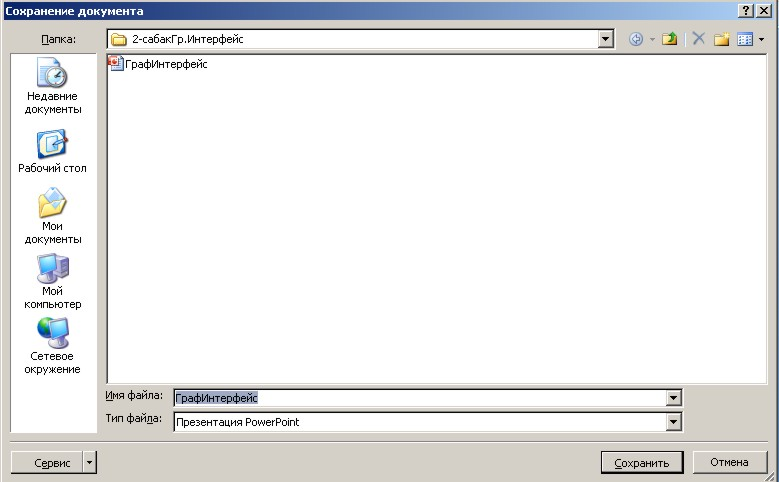 Сохранение документа
Папка:
2-сабакГр.Интерфейс
ГрафИнтерфейс
Недавние
документы
Рабочий стол
Мои
документы
Мой
компьютер
Сетевое
окружение
Имя файла:
ГрафИнтерфейс
Тип файла:
Презентация PowerPoint
Сервис
Сохранить
Отмена